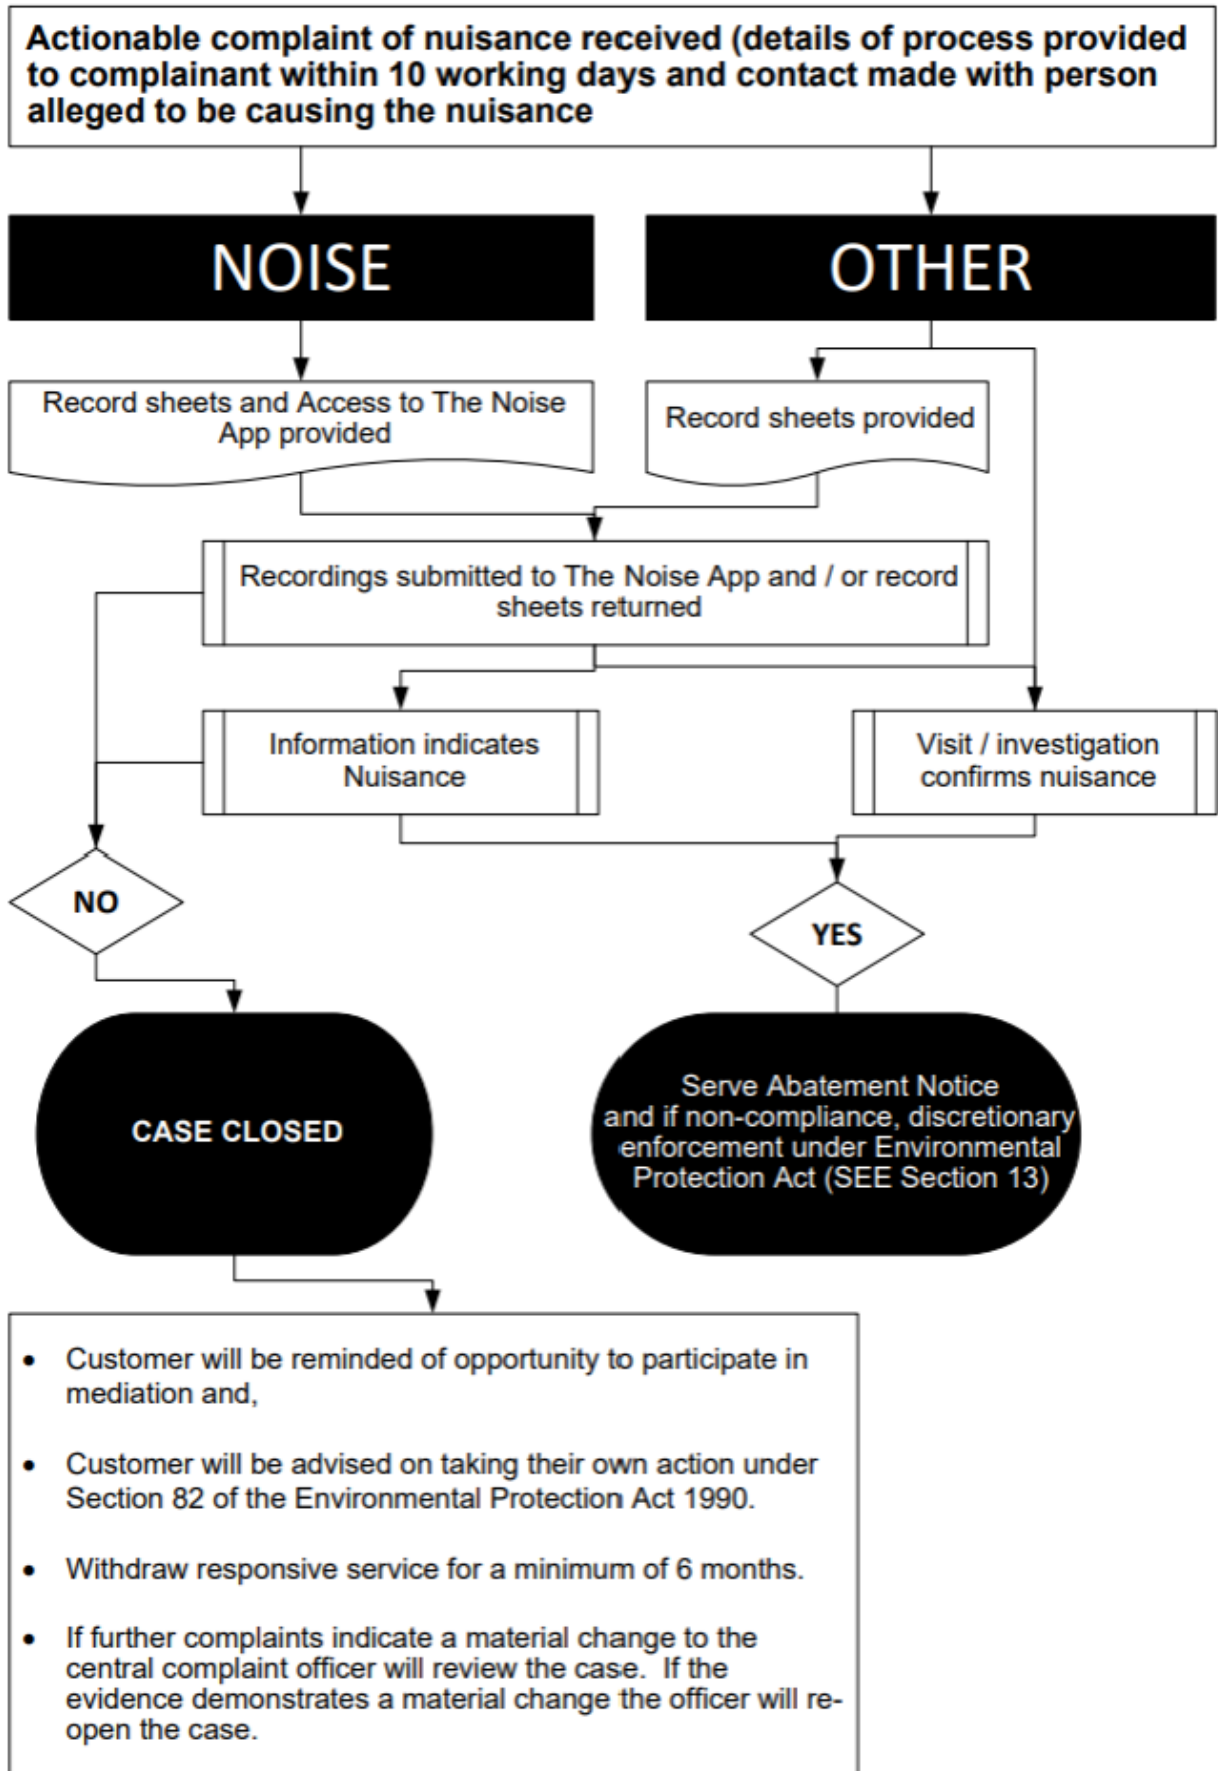 Actionable complaint of nuisance received (details of process provided
to complainant within 10 working days and contact made with person
alleged to be causing the nuisance
NOISE
OTHER
Record sheets and Access to The Noise
App provided
Record sheets provided
Recordings submitted to The Noise App and / or record
sheets returned
Information indicates
Nuisance
Visit / investigation
confirms nuisance
NO
YES
CASE CLOSED
Serve Abatement Notice
and if non-compliance, discretionary
enforcement under Environmental
Protection Act (SEE Section 13)
• Customer will be reminded of opportunity to participate in
mediation and,
• Customer will be advised on taking their own action under
Section 82 of the Environmental Protection Act 1990.
• Withdraw responsive service for a minimum of 6 months.
• If further complaints indicate a material change to the
central complaint officer will review the case. If the
evidence demonstrates a material change the officer will re-
open the case.